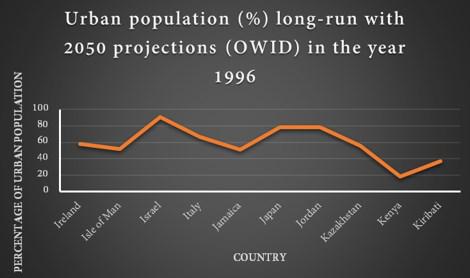 Urban population (%) long-run with
2050 projections (OWID) in the year
1996
PERCENTAGE OF URBAN POPULATION
100
80
60
40
20
0
Ireland
Isle of Man
Israel
Italy
Jamaica
Japan
Jordan
Kazakhstan
Kenya
Kiribati
COUNTRY